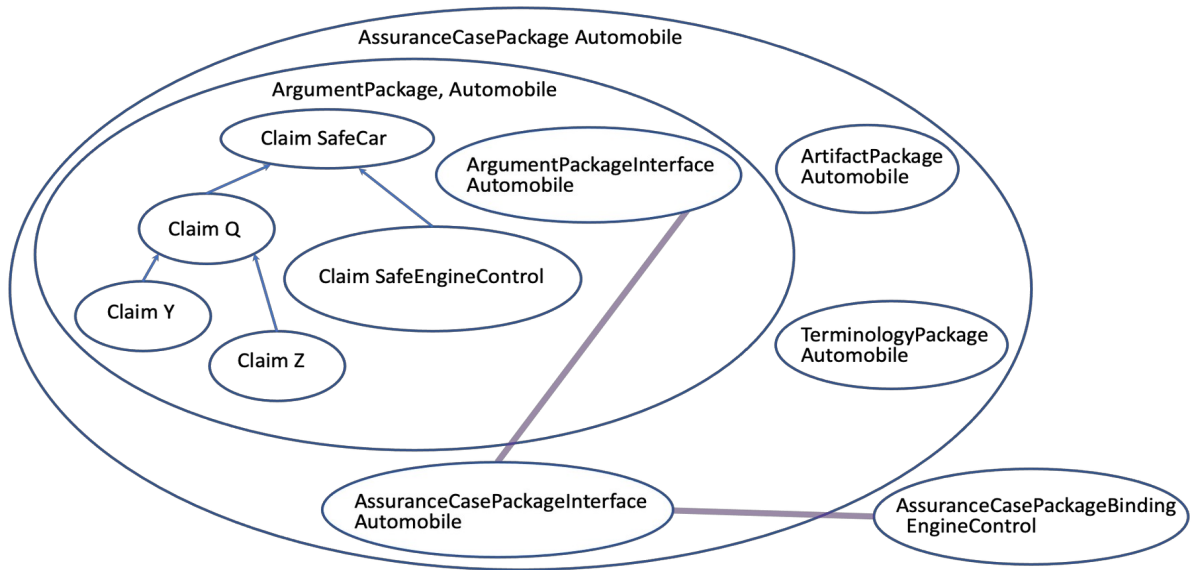 AssuranceCasePackage Automobile
ArgumentPackage, Automobile
Claim SafeCar
ArgumentPackageInterface
Automobile
ArtifactPackage
Automobile
Claim Q
Claim SafeEngineControl
Claim Y
Claim Z
TerminologyPackage
Automobile
AssuranceCasePackageInterface
Automobile
AssuranceCasePackageBinding
EngineControl